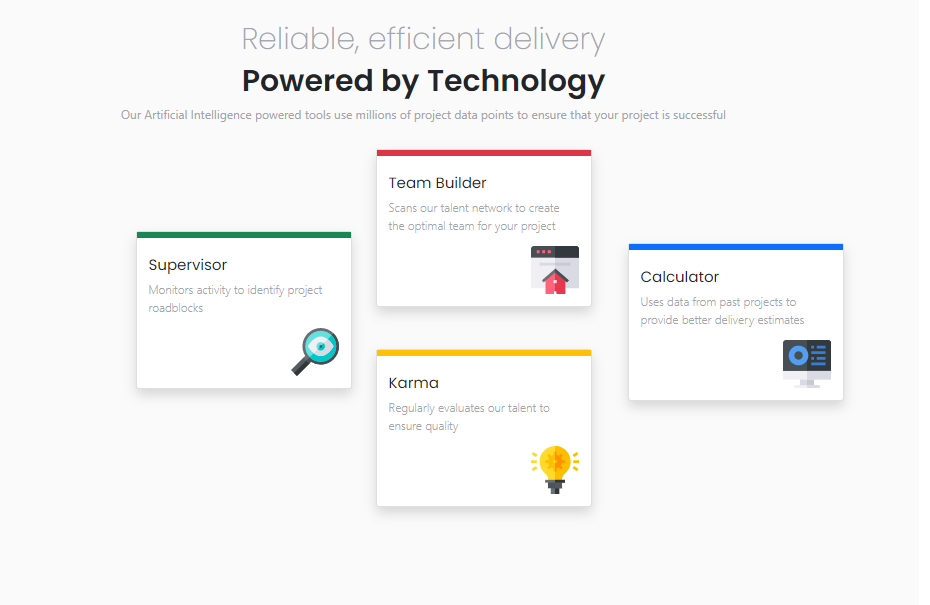 Reliable, efficient delivery
Powered by Technology
Our Artificial Intelligence powered tools use millions of project data points to ensure that your project is successful
Supervisor
Monitors activity to identify project
roadblocks
Team Builder
Scans our talent network to create
the optimal team for your project
Karma
Regularly evaluates our talent to
ensure quality
Calculator
Uses data from past projects to
provide better delivery estimates